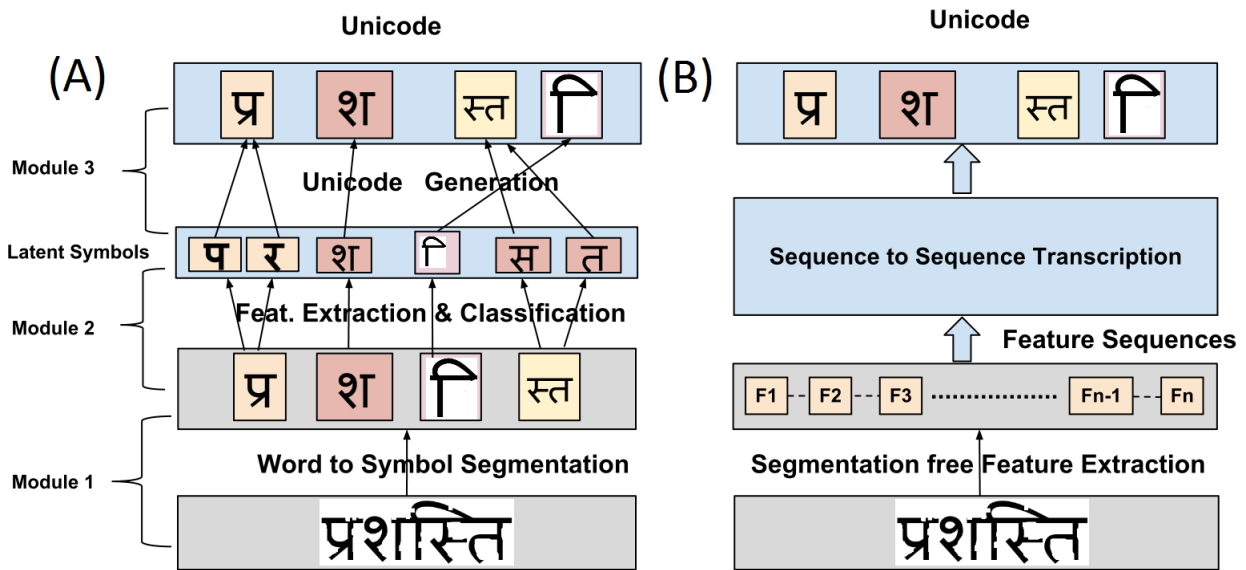 Unicode
(A)
प्र श स्त ि
Module 3
Unicode Generation
Latent Symbols
प र श ि स त
Module 2
Feat. Extraction & Classification
प्र श ि स्त
Module 1
Word to Symbol Segmentation
प्रशस्ति
Unicode
(B)
प्र श स्त ि
Sequence to Sequence Transcription
Feature Sequences
F1 F2 F3 Fn-1 Fn
Segmentation free Feature Extraction
प्रशस्ति